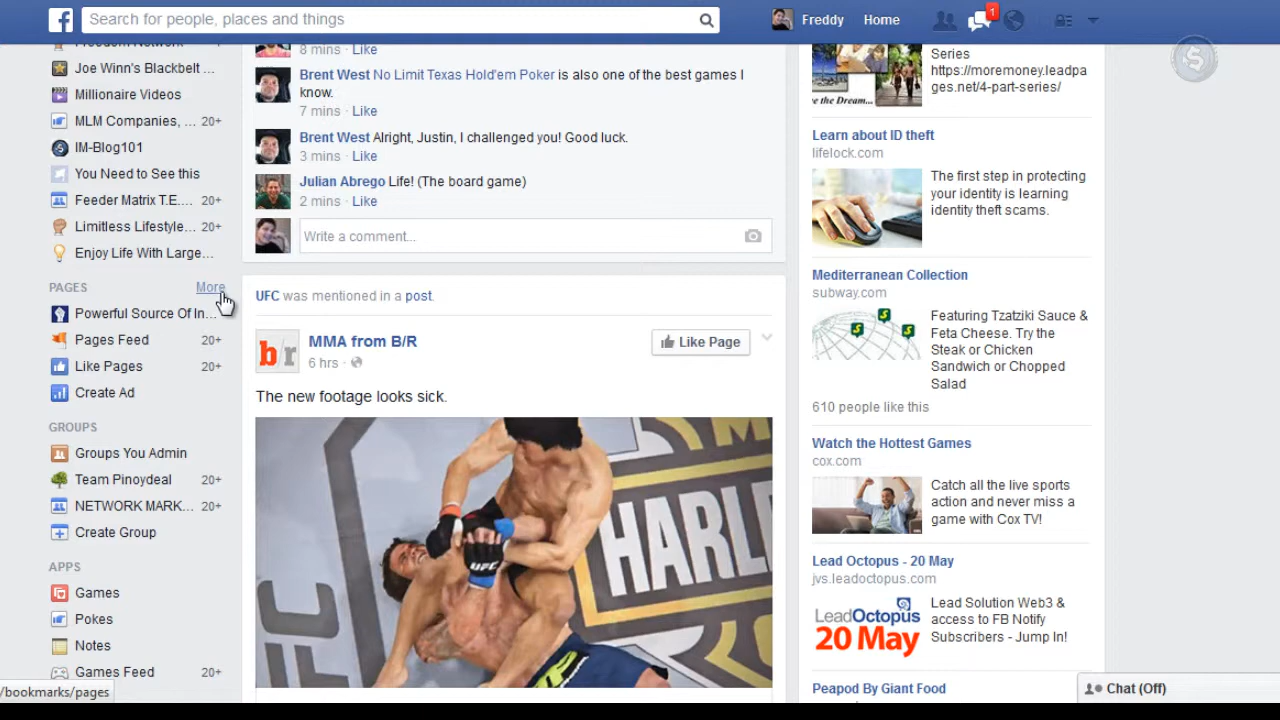 Search for people, places and things
Freddy
Home
1
Freedom Network
Joe Winn's Blackbelt ...
Millionaire Videos
MLM Companies, ... 20+
IM-Blog101
You Need to See this
Feeder Matrix T.E.... 20+
Limitless Lifestyle... 20+
Enjoy Life With Large...
PAGES More
Powerful Source Of In...
Pages Feed 20+
Like Pages 20+
Create Ad
GROUPS
Groups You Admin
Team Pinoydeal 20+
NETWORK MARK... 20+
Create Group
APPS
Games
Pokes
Notes
Games Feed 20+
/bookmarks/pages
8 mins · Like
Brent West No Limit Texas Hold'em Poker is also one of the best games I
know.
7 mins · Like
Brent West Alright, Justin, I challenged you! Good luck.
3 mins · Like
Julian Abrego Life! (The board game)
2 mins · Like
Write a comment...
UFC was mentioned in a post.
b/r
MMA from B/R
Like Page
6 hrs ·
The new footage looks sick.
HARLE
UFC
Series
https://moremoney.leadpa
ges.net/4-part-series/
ve the Dream...
Learn about ID theft
lifelock.com
The first step in protecting
your identity is learning
identity theft scams.
Mediterranean Collection
subway.com
Featuring Tzatziki Sauce &
Feta Cheese. Try the
Steak or Chicken
Sandwich or Chopped
Salad
610 people like this
Watch the Hottest Games
cox.com
Catch all the live sports
action and never miss a
game with Cox TV!
Lead Octopus - 20 May
jvs.leadoctopus.com
LeadOctopus
20 May
Lead Solution Web3 &
access to FB Notify
Subscribers - Jump In!
Peapod By Giant Food
Chat (Off)